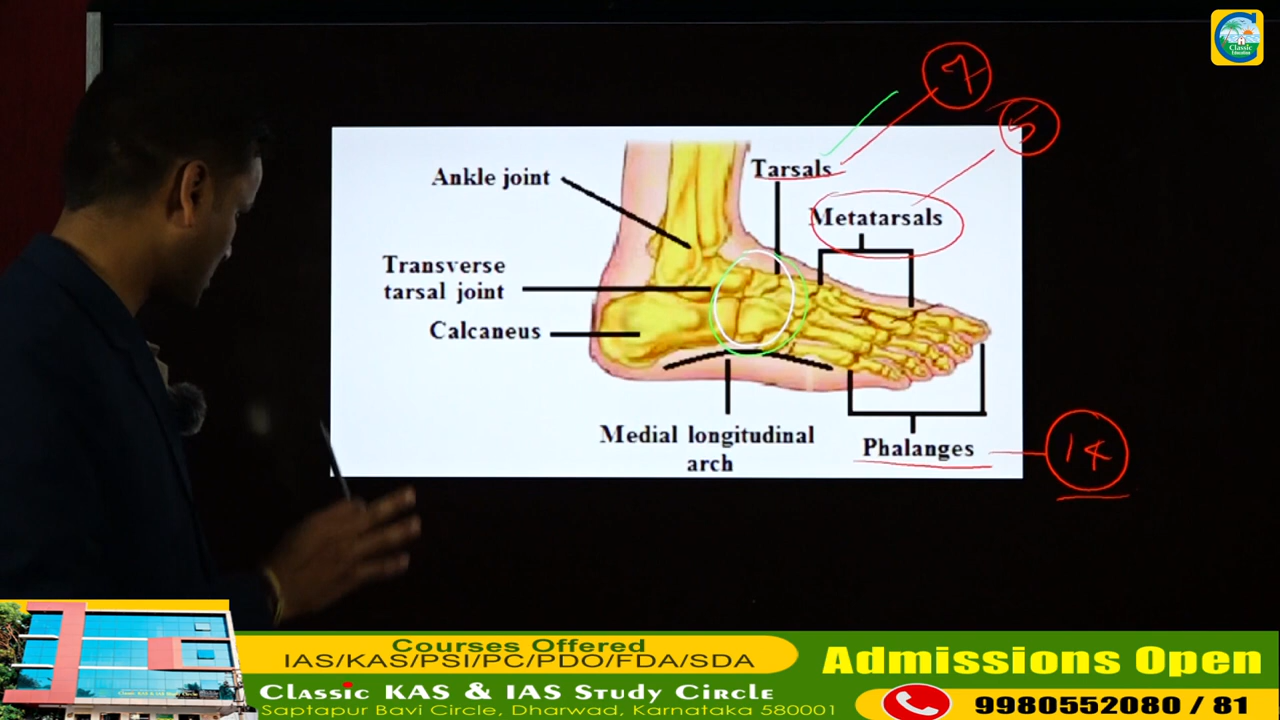 Classic
Education
7
5
Tarsals
Ankle joint
Metatarsals
Transverse
tarsal joint
Calcaneus
Medial longitudinal
arch
Phalanges
14
Courses Offered
IAS/KAS/PSI/PC/PDO/FDA/SDA
Classic KAS & IAS Study Circle
Saptapur Bavi Circle, Dharwad, Karnataka 580001
Admissions Open
9980552080 / 81